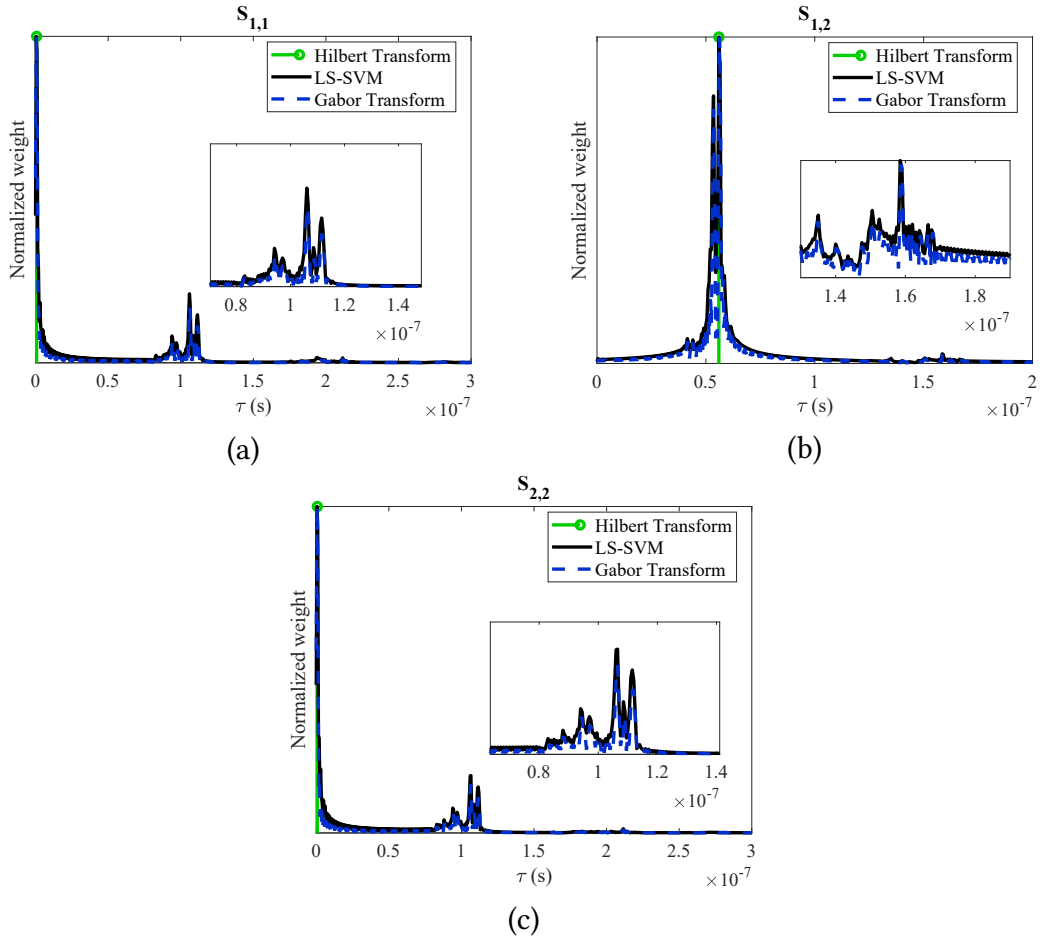 S1,1
Normalized weight
Hilbert Transform
LS-SVM
Gabor Transform
0.8 1 1.2 1.4
×10-7
0 0.5 1 1.5 2 2.5 3
τ (s)
×10-7
(a)
S1,2
Normalized weight
Hilbert Transform
LS-SVM
Gabor Transform
1.4 1.6 1.8
×10-7
0 0.5 1 1.5 2
τ (s)
×10-7
(b)
S2,2
Normalized weight
Hilbert Transform
LS-SVM
Gabor Transform
0.8 1 1.2 1.4
×10-7
0 0.5 1 1.5 2 2.5 3
τ (s)
×10-7
(c)